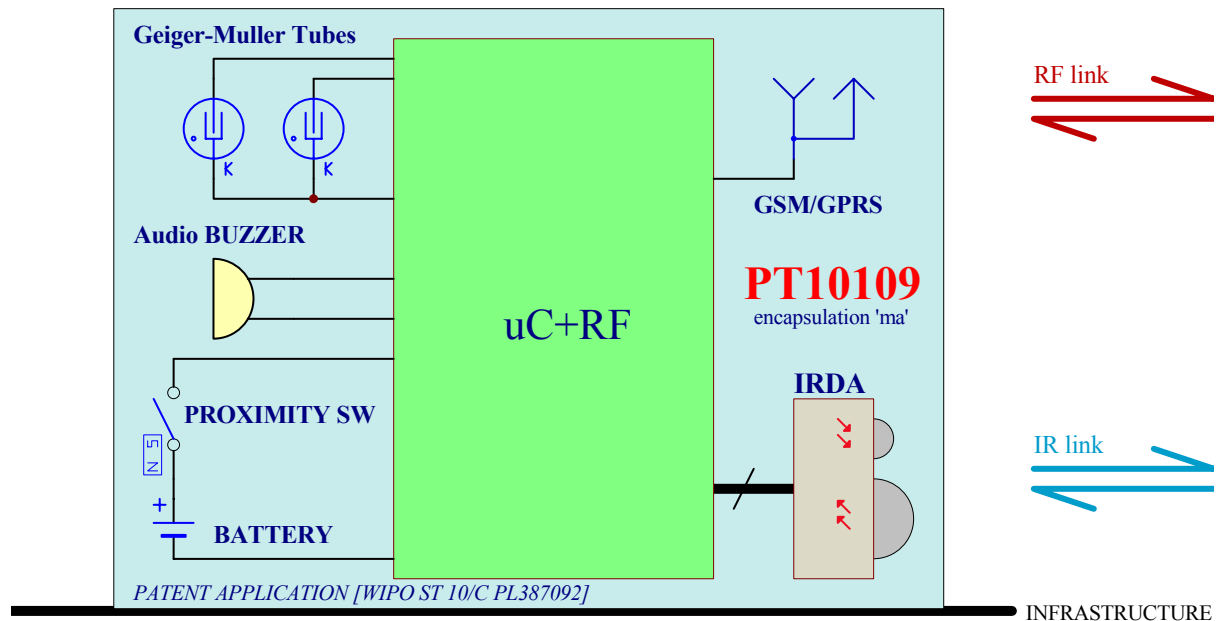 Geiger-Muller Tubes
K
K
RF link
GSM/GPRS
Audio BUZZER
PT10109
encapsulation 'ma'
uC+RF
IRDA
PROXIMITY SW
S N
IR link
+
BATTERY
PATENT APPLICATION [WIPO ST 10/C PL387092]
INFRASTRUCTURE